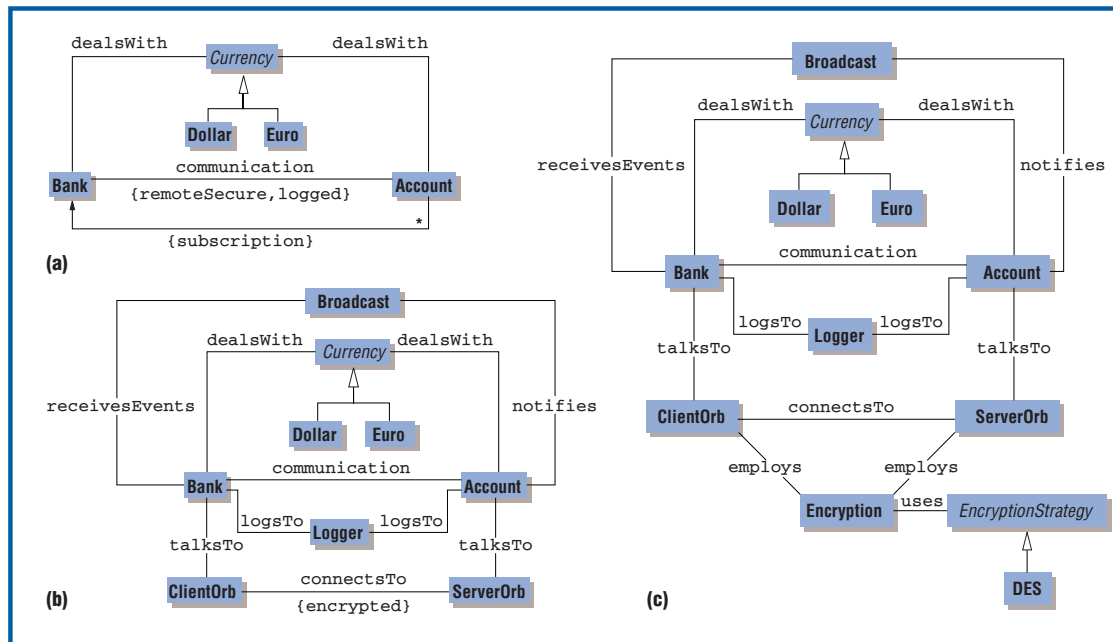 dealsWith
dealsWith
Currency
Dollar
Euro
communication
Bank
Account
{remoteSecure,logged}
*
{subscription}
(a)
Broadcast
dealsWith
dealsWith
Currency
receivesEvents
notifies
Dollar
Euro
communication
Bank
Account
logsTo
logsTo
Logger
talksTo
talksTo
connectsTo
ClientOrb
ServerOrb
{encrypted}
(b)
Broadcast
dealsWith
dealsWith
Currency
receivesEvents
notifies
Dollar
Euro
communication
Bank
Account
logsTo
logsTo
Logger
talksTo
talksTo
connectsTo
ClientOrb
ServerOrb
employs
employs
Encryption
uses
EncryptionStrategy
DES
(c)